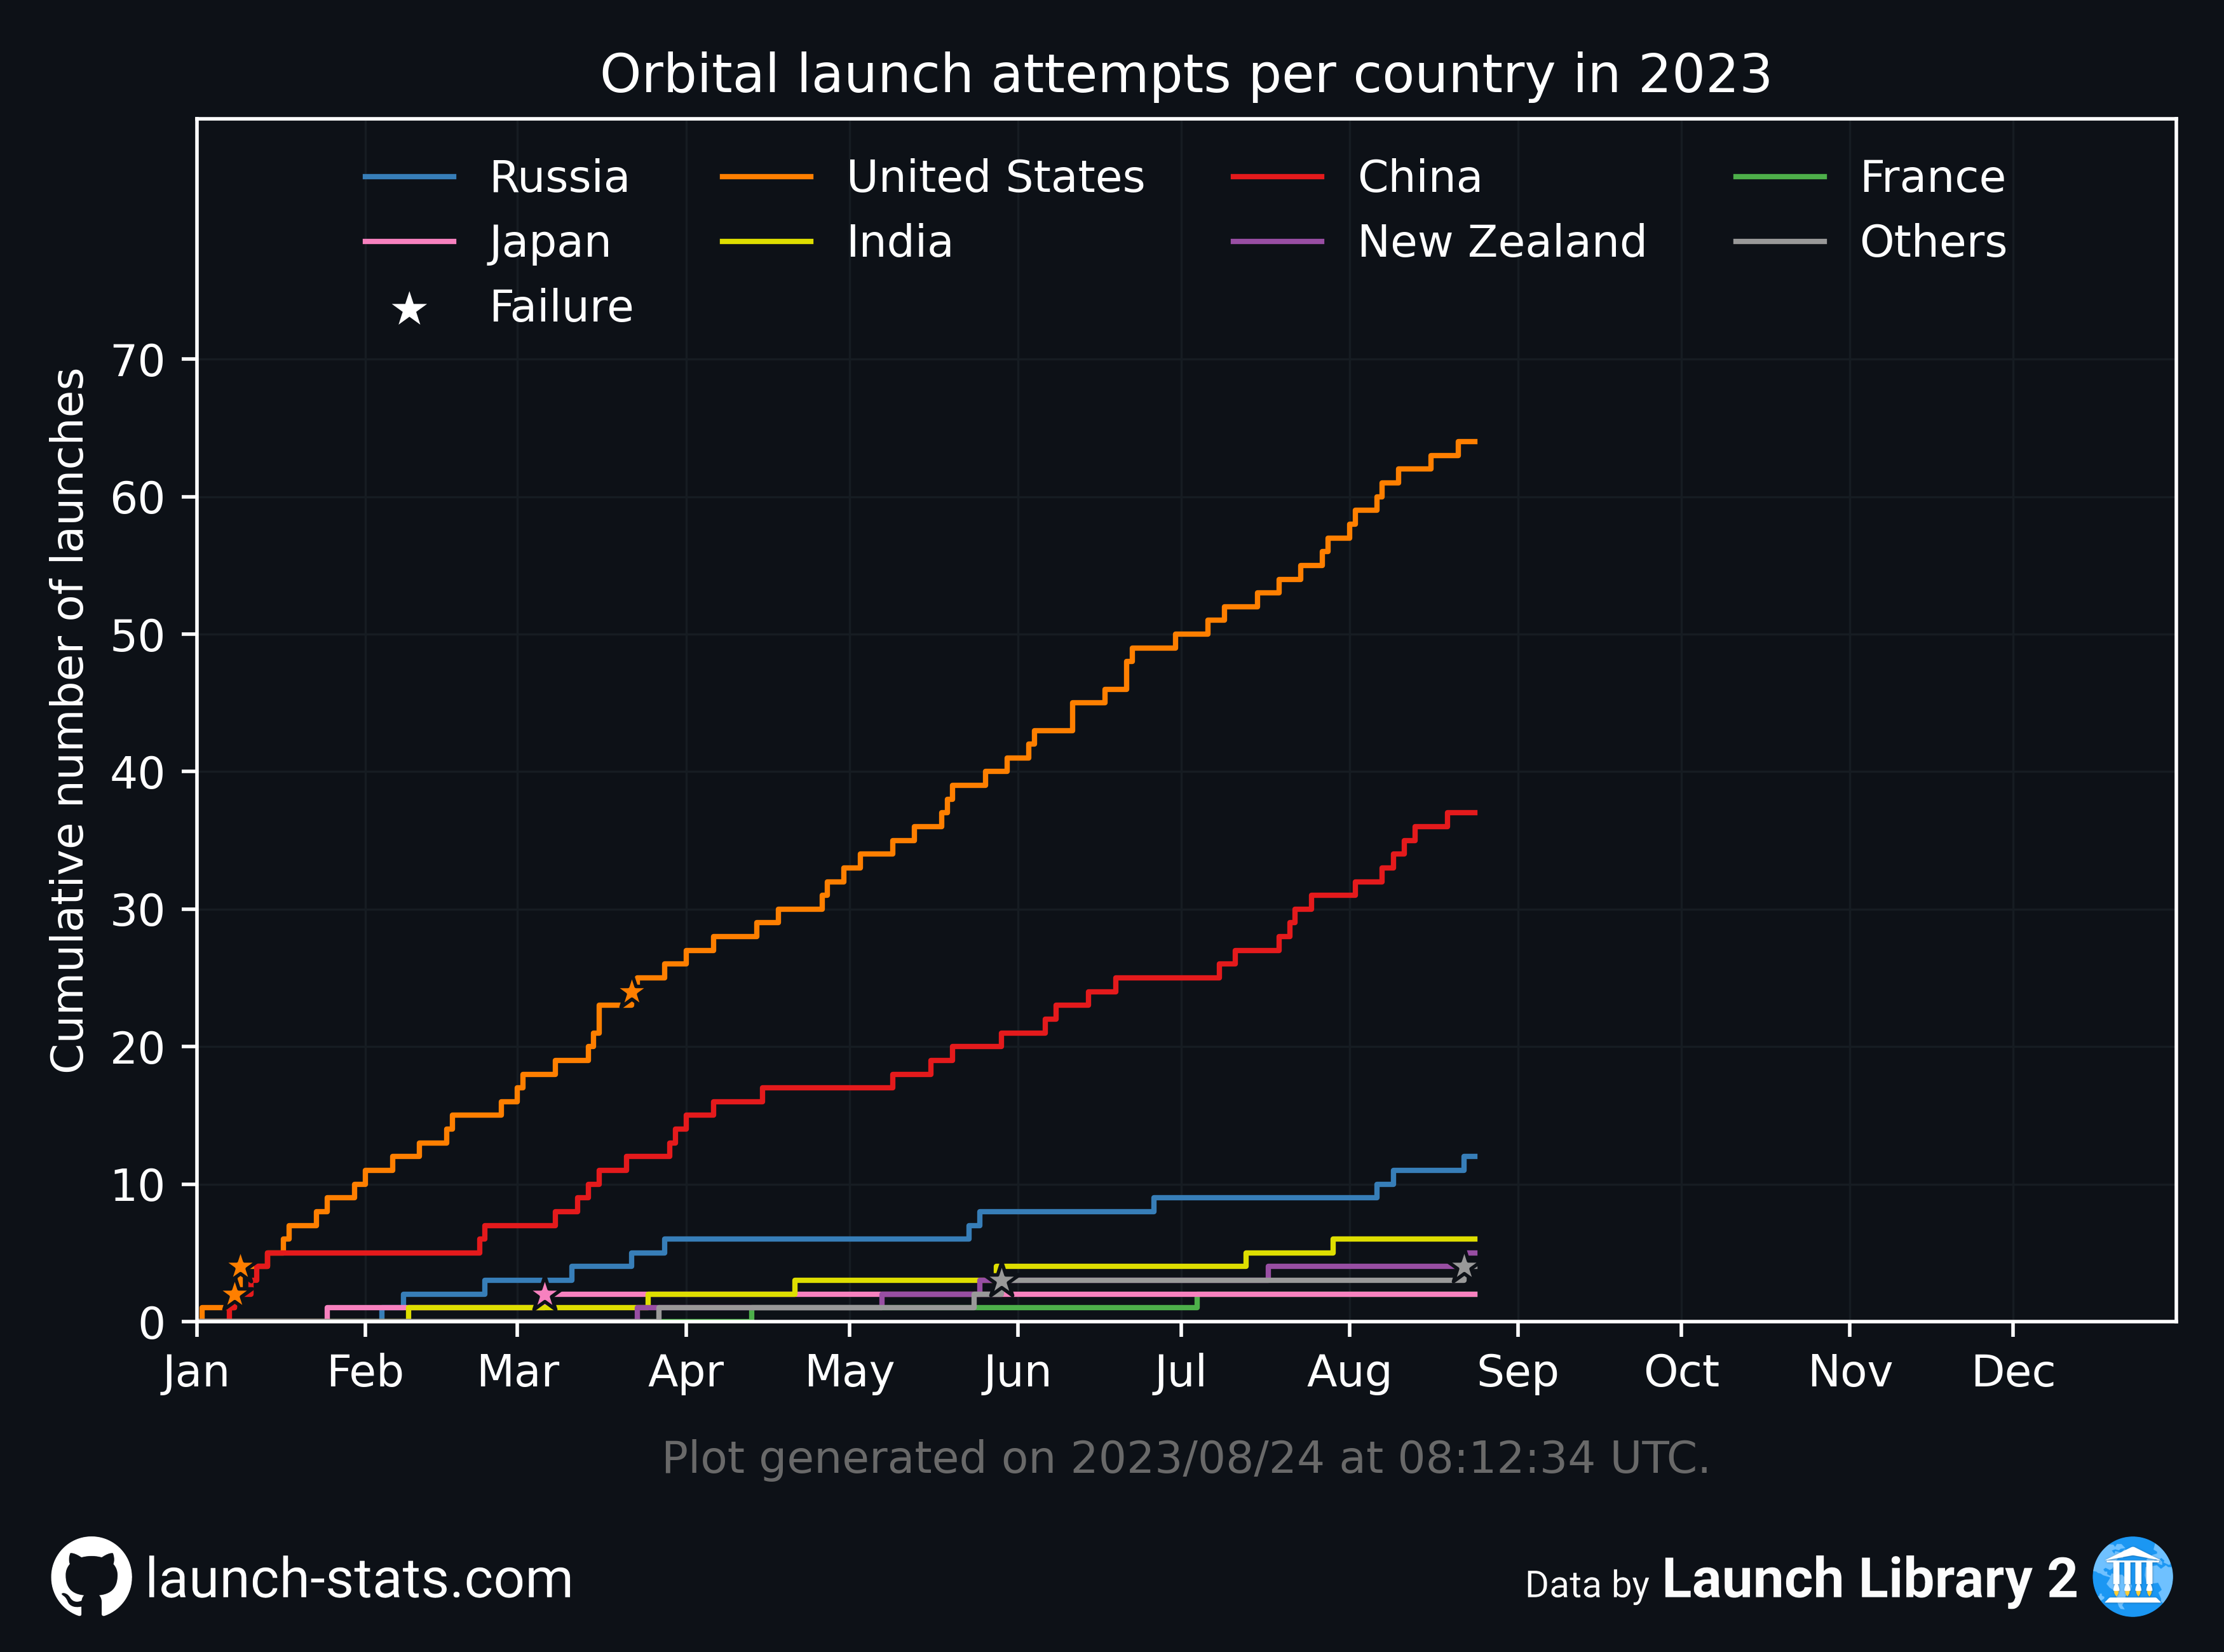 Orbital launch attempts per country in 2023
Russia United States China France
Japan India New Zealand Others
Failure
Cumulative number of launches
70
60
50
40
30
20
10
0
Jan Feb Mar Apr May Jun Jul Aug Sep Oct Nov Dec
Plot generated on 2023/08/24 at 08:12:34 UTC.
launch-stats.com
Data by Launch Library 2